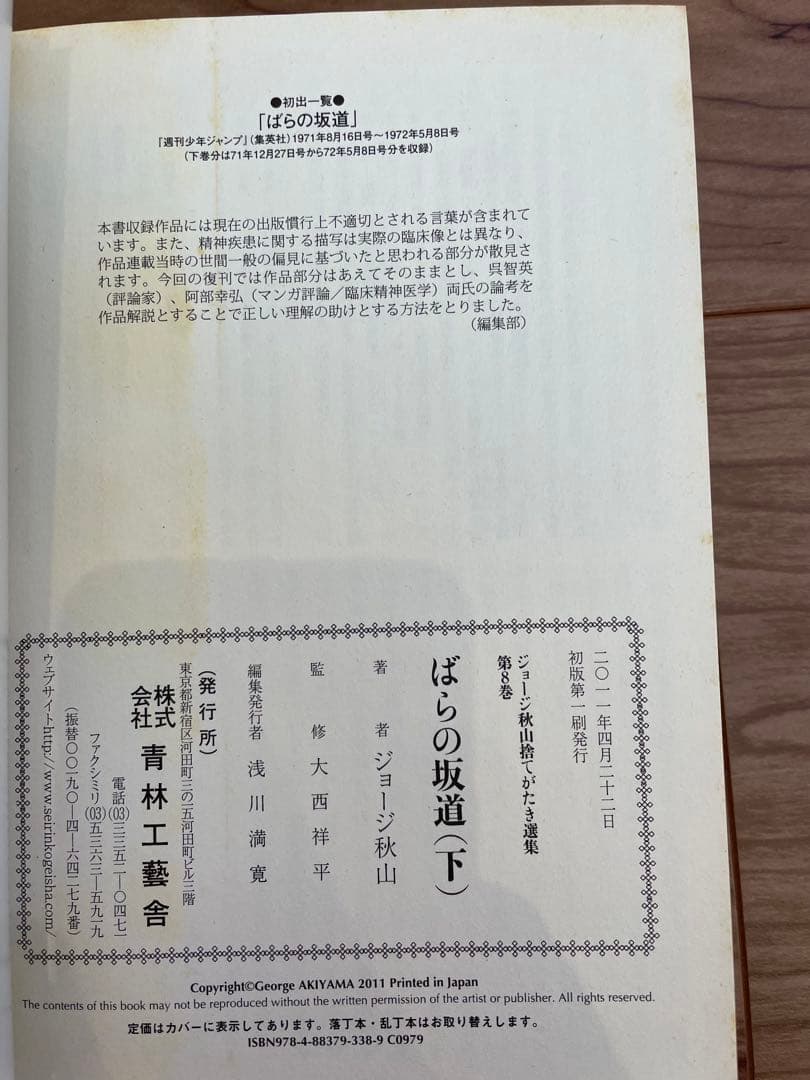 ●初出一覧●
「ばらの坂道」
『週刊少年ジャンプ』(集英社)1971年8月16日号～1972年5月8日号
(下巻分は71年12月27日号から72年5月8日号分を収録)
本書収録作品には現在の出版慣行上不適切とされる言葉が含まれて
います。また、精神疾患に関する描写は実際の臨床像とは異なり、
作品連載当時の世間一般の偏見に基づいたと思われる部分が散見さ
れます。今回の復刊では作品部分はあえてそのままとし、呉智英
(評論家)、阿部幸弘(マンガ評論／臨床精神医学)両氏の論考を
作品解説とすることで正しい理解の助けとする方法をとりました。
(編集部)
二〇一一年四月二十二日
初版第一刷発行
ジョージ秋山捨てがたき選集
第8巻
ばらの坂道(下)
著者 ジョージ秋山
監修 大西祥平
編集発行者 浅川満寛
(発行所)
東京都新宿区河田町三の一五河田町ビル三階
株式会社 青林工藝舎
電話(03)三三五二―〇四七一
ファクシミリ(03)五三六三―五九一九
(振替〇〇一九〇―四―六四二七九番)
ウェブサイトhttp://www.seirinkogeisha.com/
Copyright©George AKIYAMA 2011 Printed in Japan
The contents of this book may not be reproduced without the written permission of the artist or publisher. All rights reserved.
定価はカバーに表示してあります。落丁本・乱丁本はお取り替えします。
ISBN978-4-88379-338-9 C0979